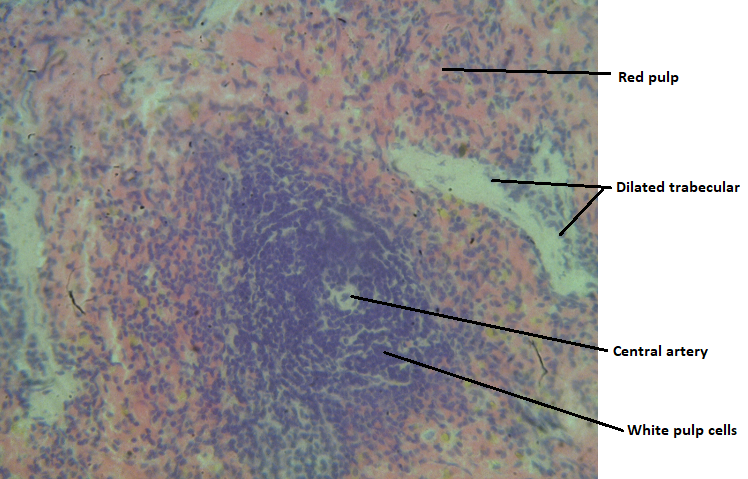 Red pulp
Dilated trabecular
Central artery
White pulp cells